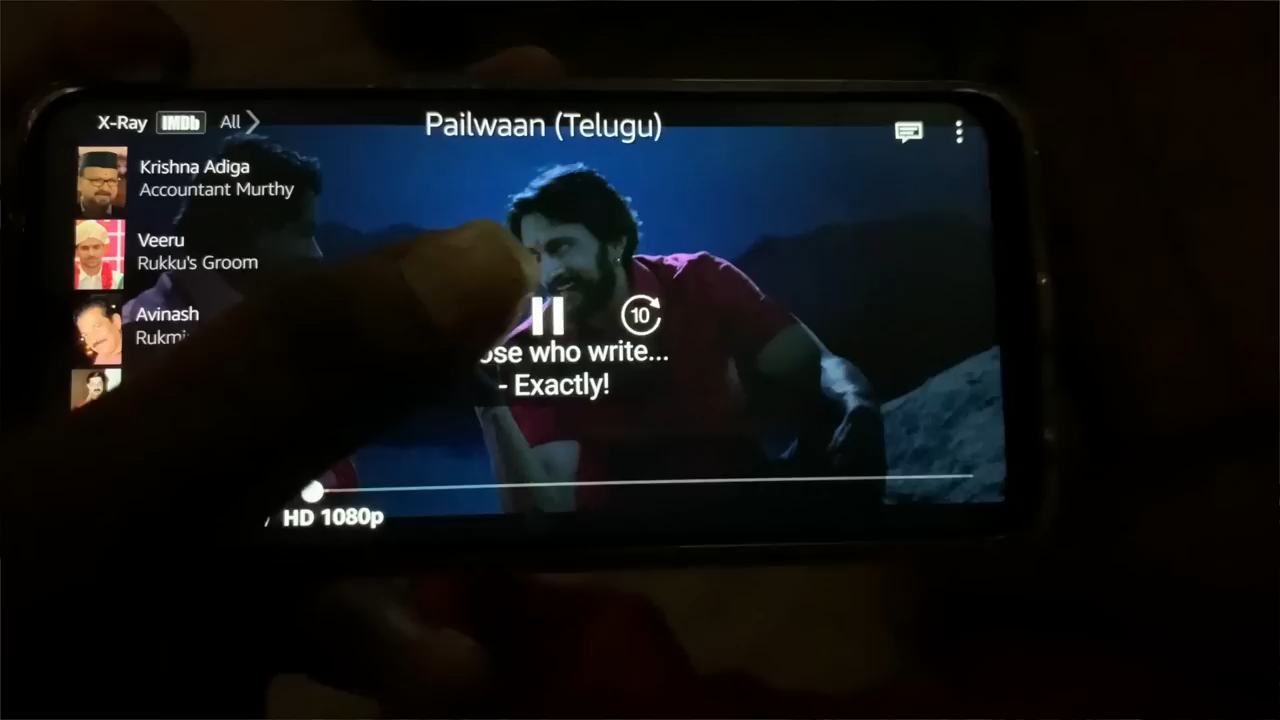 X-Ray IMDb All
Pailwaan (Telugu)
Krishna Adiga
Accountant Murthy
Veeru
Rukku's Groom
Avinash
10
who write...
- Exactly!
HD 1080p